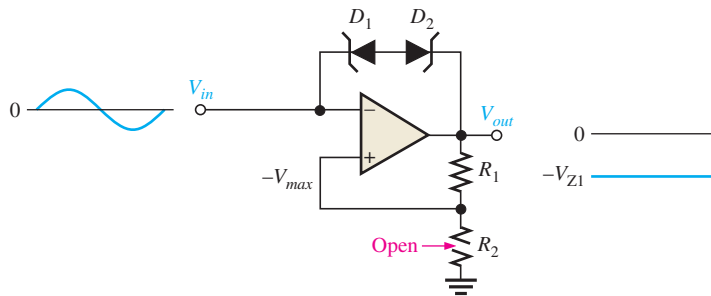 D1 D2
0
Vin
−
+
Vout
−Vmax
R1
Open
R2
0
−VZ1